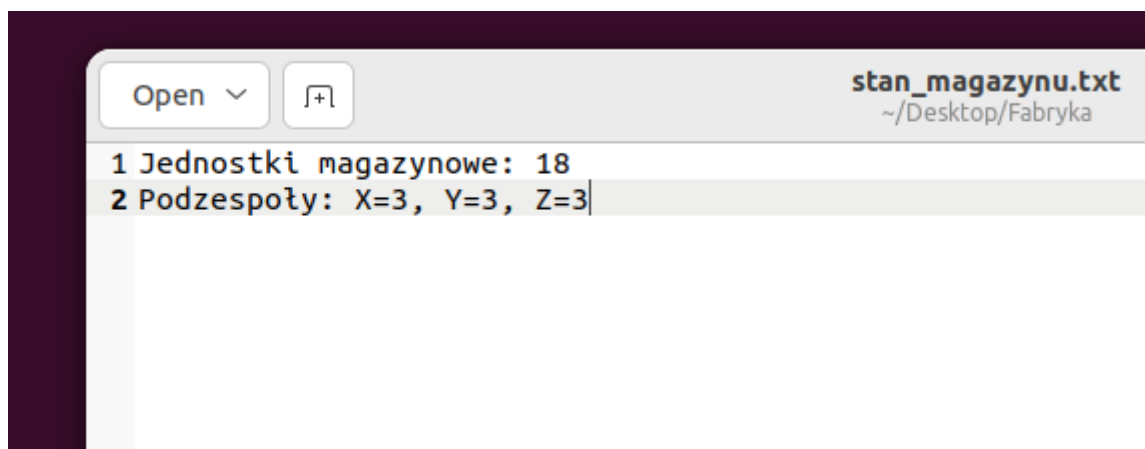 Open
stan_magazynu.txt
~/Desktop/Fabryka
1 Jednostki magazynowe: 18
2 Podzespoły: X=3, Y=3, Z=3